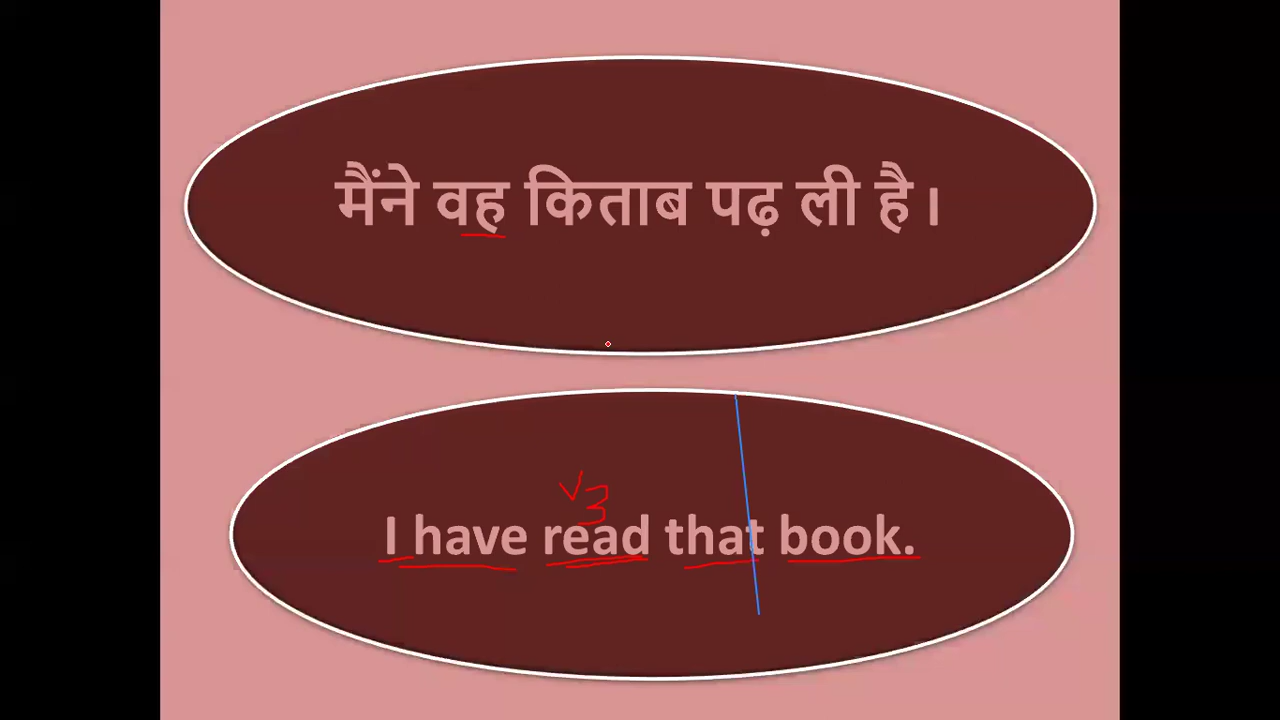 मैंने वह किताब पढ़ ली है।
V3
I have read that book.